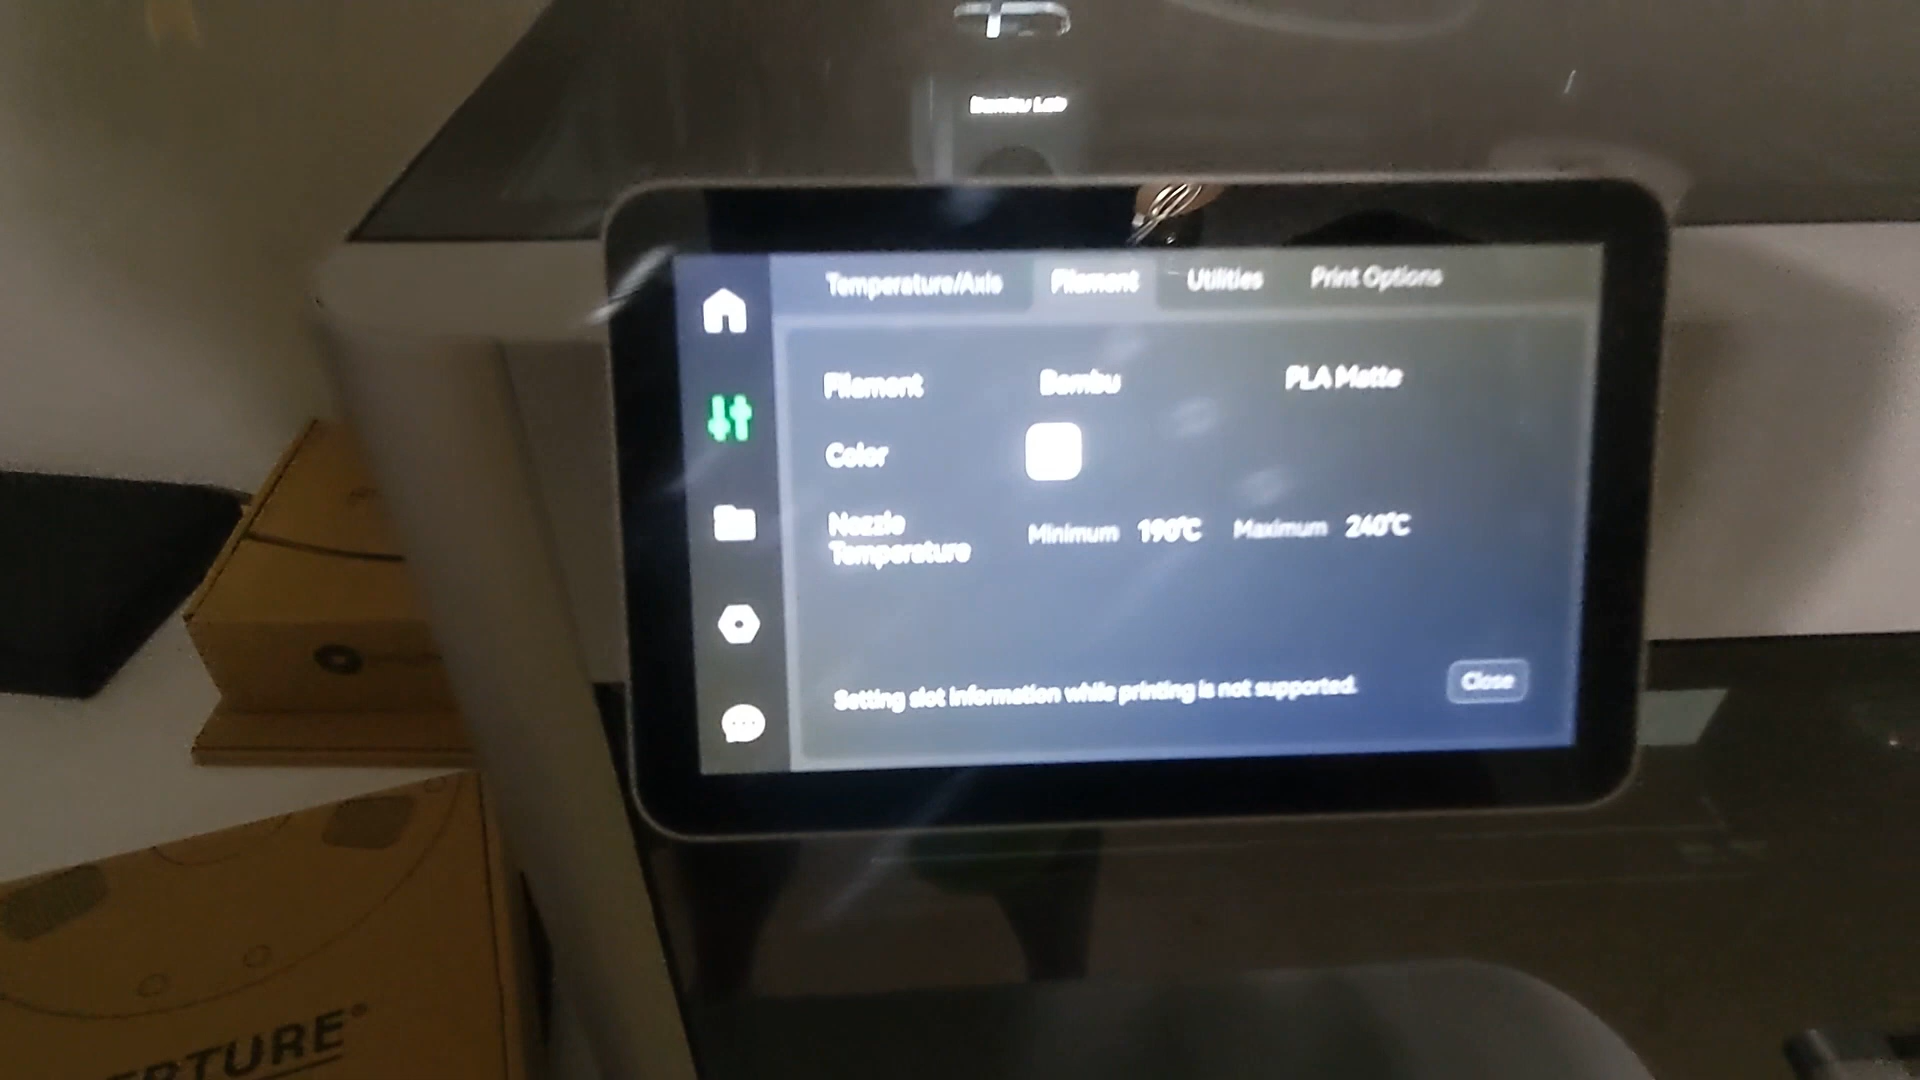 Bambu Lab
Temperature/Axis Filament Utilities Print Options
Filament Bambu PLA Matte
Color
Nozzle Temperature
Minimum 190°C Maximum 240°C
Setting slot information while printing is not supported.
Close
ERTURE®